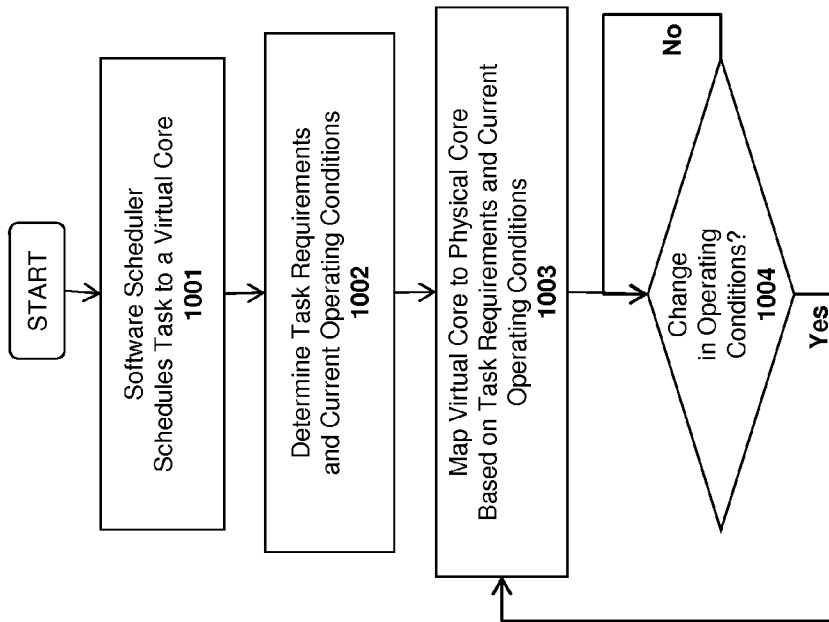 START
Software Scheduler
Schedules Task to a Virtual Core
1001
Determine Task Requirements
and Current Operating Conditions
1002
Map Virtual Core to Physical Core
Based on Task Requirements and Current
Operating Conditions
1003
Change
in Operating
Conditions?
1004
No
Yes